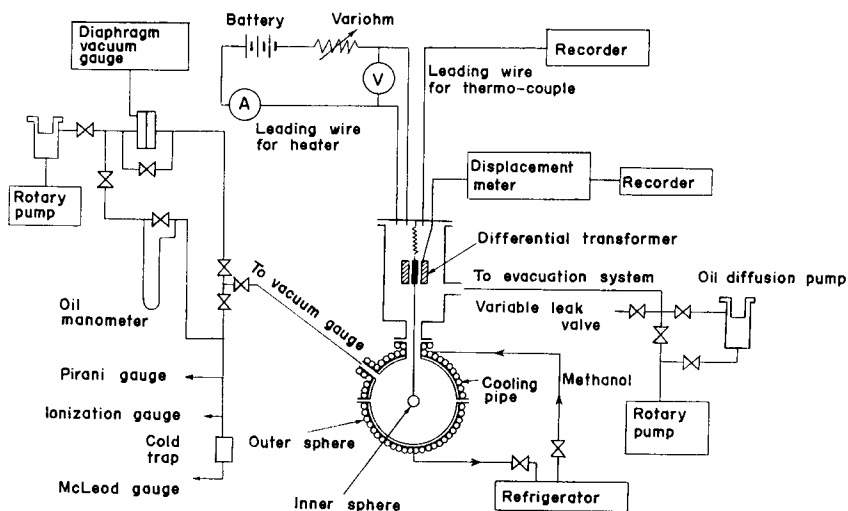 Battery
Variohm
Diaphragm
vacuum
gauge
V
A
Leading wire
for heater
Leading wire
for thermo-couple
Recorder
Displacement
meter
Recorder
Rotary
pump
Differential transformer
To evacuation system
Oil diffusion pump
Variable leak
valve
Oil
manometer
To vacuum gauge
Pirani gauge
Ionization gauge
Cold
trap
McLeod gauge
Outer sphere
Inner sphere
Cooling
pipe
Methanol
Rotary
pump
Refrigerator